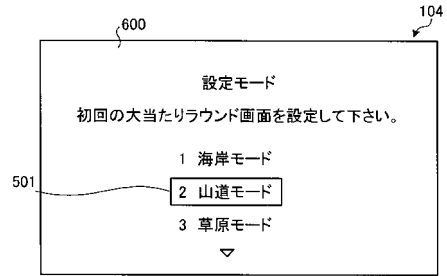 600
104
設定モード
初回の大当たりラウンド画面を設定して下さい。
1 海岸モード
501
2 山道モード
3 草原モード
▽